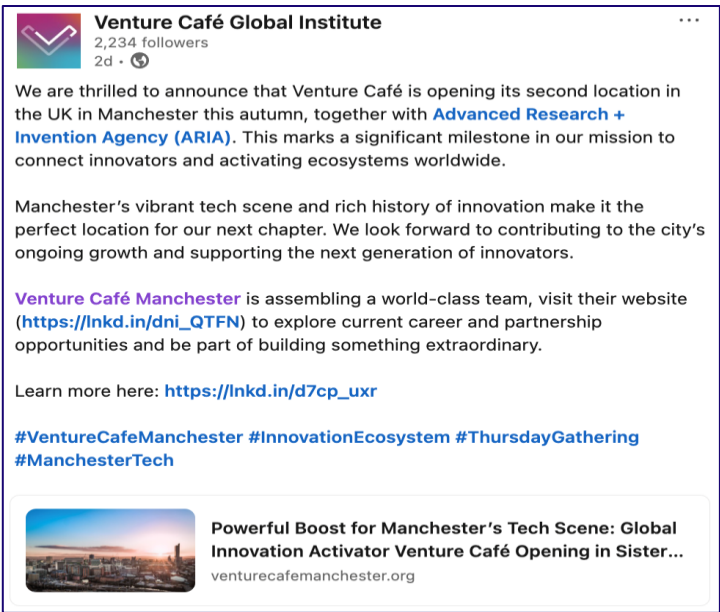 Venture Café Global Institute
2,234 followers
2d •
We are thrilled to announce that Venture Café is opening its second location in
the UK in Manchester this autumn, together with Advanced Research +
Invention Agency (ARIA). This marks a significant milestone in our mission to
connect innovators and activating ecosystems worldwide.
Manchester’s vibrant tech scene and rich history of innovation make it the
perfect location for our next chapter. We look forward to contributing to the city’s
ongoing growth and supporting the next generation of innovators.
Venture Café Manchester is assembling a world-class team, visit their website
(https://lnkd.in/dni_QTFN) to explore current career and partnership
opportunities and be part of building something extraordinary.
Learn more here: https://lnkd.in/d7cp_uxr
#VentureCafeManchester #InnovationEcosystem #ThursdayGathering
#ManchesterTech
Powerful Boost for Manchester’s Tech Scene: Global
Innovation Activator Venture Café Opening in Sister...
venturecafemanchester.org